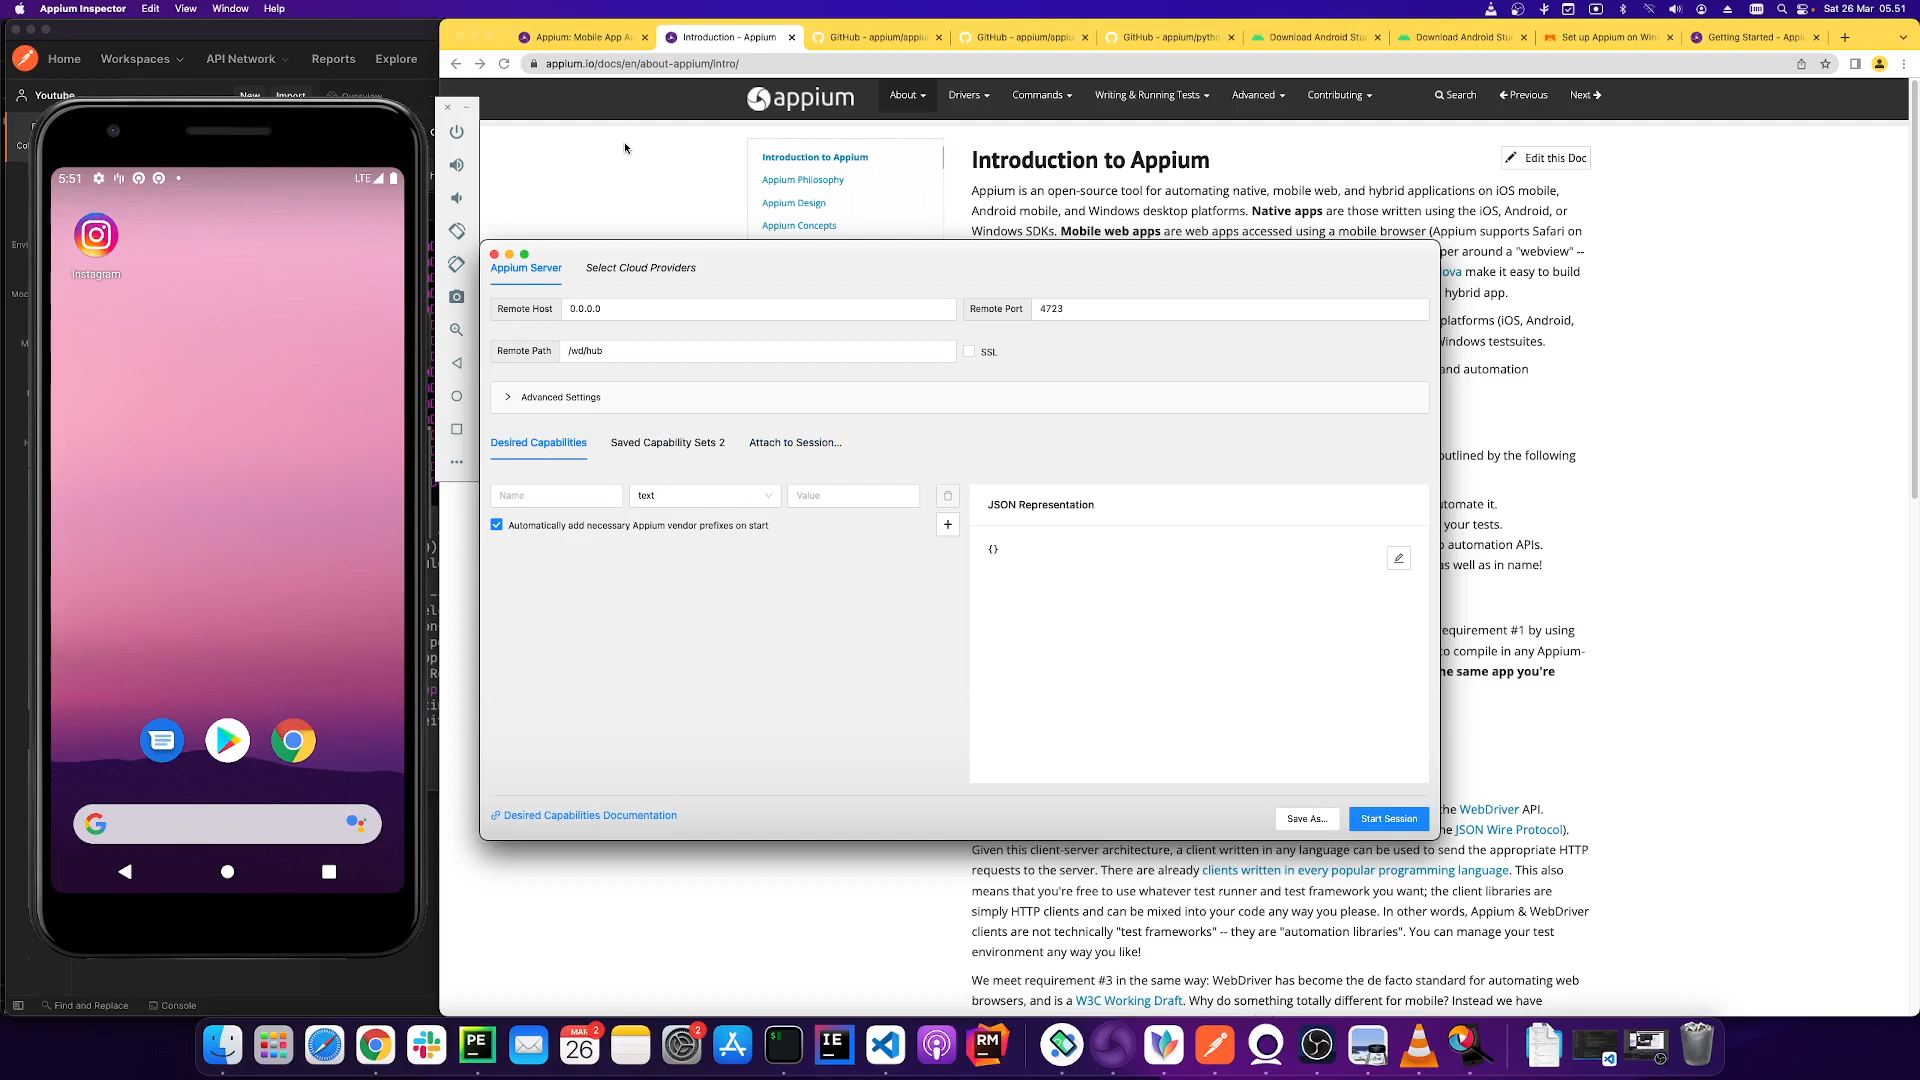 Appium Inspector Edit View Window Help
Sat 26 Mar 05.51
Home Workspaces API Network Reports Explore
Youtube
New Import Overview
5:51
LTE
Instagram
Find and Replace Console
Appium: Mobile App A
Introduction - Appium
GitHub - appium/appiu
GitHub - appium/appiu
GitHub - appium/pytho
Download Android Stu
Download Android Stu
Set up Appium on Win
Getting Started - Appi
appium.io/docs/en/about-appium/intro/
appium
About Drivers Commands Writing & Running Tests Advanced Contributing Search Previous Next
Introduction to Appium
Appium Philosophy
Appium Design
Appium Concepts
Introduction to Appium
Edit this Doc
Appium is an open-source tool for automating native, mobile web, and hybrid applications on iOS mobile,
Android mobile, and Windows desktop platforms. Native apps are those written using the iOS, Android, or
Windows SDKs. Mobile web apps are web apps accessed using a mobile browser (Appium supports Safari on
per around a "webview" --
ova make it easy to build
hybrid app.
platforms (iOS, Android,
Windows testsuites.
and automation
outlined by the following
utomate it.
your tests.
o automation APIs.
as well as in name!
requirement #1 by using
to compile in any Appium-
he same app you're
the WebDriver API.
he JSON Wire Protocol).
Given this client-server architecture, a client written in any language can be used to send the appropriate HTTP
requests to the server. There are already clients written in every popular programming language. This also
means that you're free to use whatever test runner and test framework you want; the client libraries are
simply HTTP clients and can be mixed into your code any way you please. In other words, Appium & WebDriver
clients are not technically "test frameworks" -- they are "automation libraries". You can manage your test
environment any way you like!
We meet requirement #3 in the same way: WebDriver has become the de facto standard for automating web
browsers, and is a W3C Working Draft. Why do something totally different for mobile? Instead we have
Appium Server Select Cloud Providers
Remote Host 0.0.0.0 Remote Port 4723
Remote Path /wd/hub SSL
Advanced Settings
Desired Capabilities Saved Capability Sets 2 Attach to Session...
Name text Value
Automatically add necessary Appium vendor prefixes on start
JSON Representation
{}
Desired Capabilities Documentation
Save As... Start Session
PE
MAR 26
2
2
IE
RM